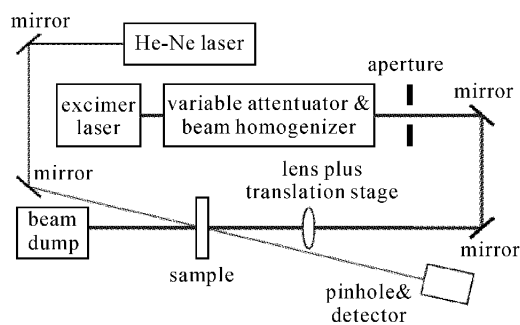 mirror
He-Ne laser
aperture
mirror
excimer
laser
variable attentuator &
beam homogenizer
mirror
lens plus
translation stage
beam
dump
mirror
sample
pinhole&
detector